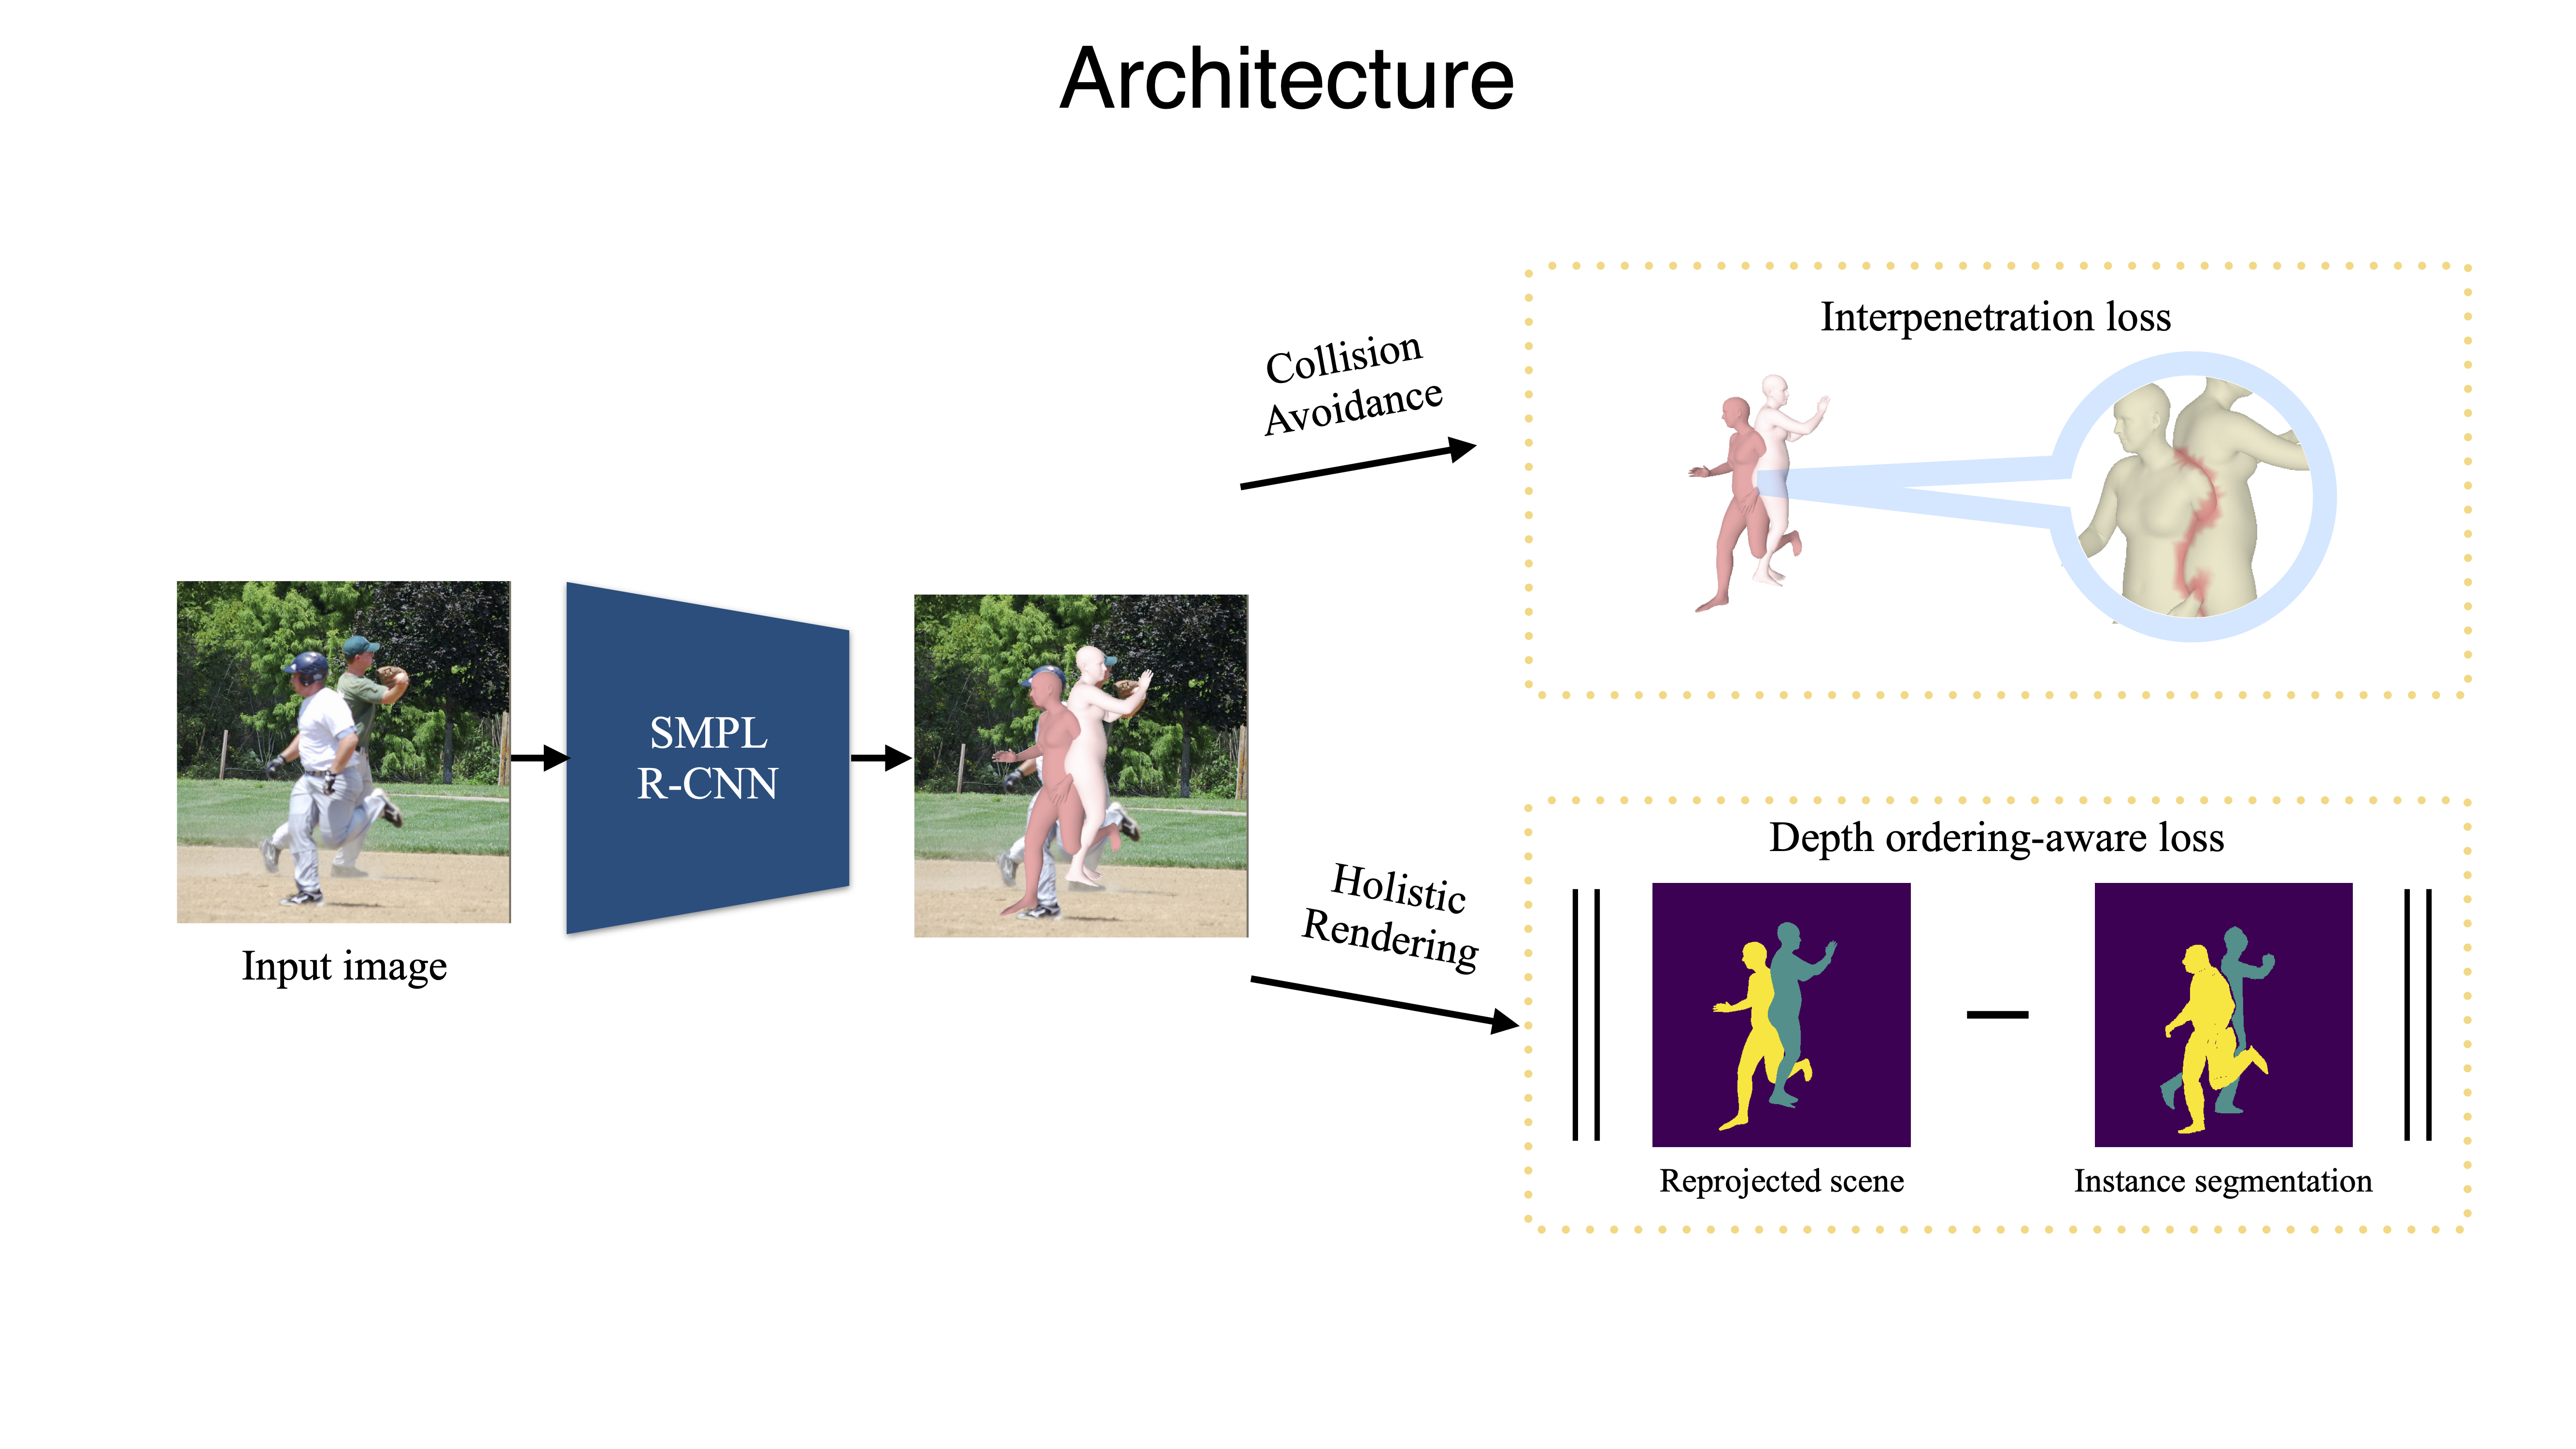 Architecture
Input image
SMPL
R-CNN
Collision
Avoidance
Holistic
Rendering
Interpenetration loss
Depth ordering-aware loss
Reprojected scene
Instance segmentation